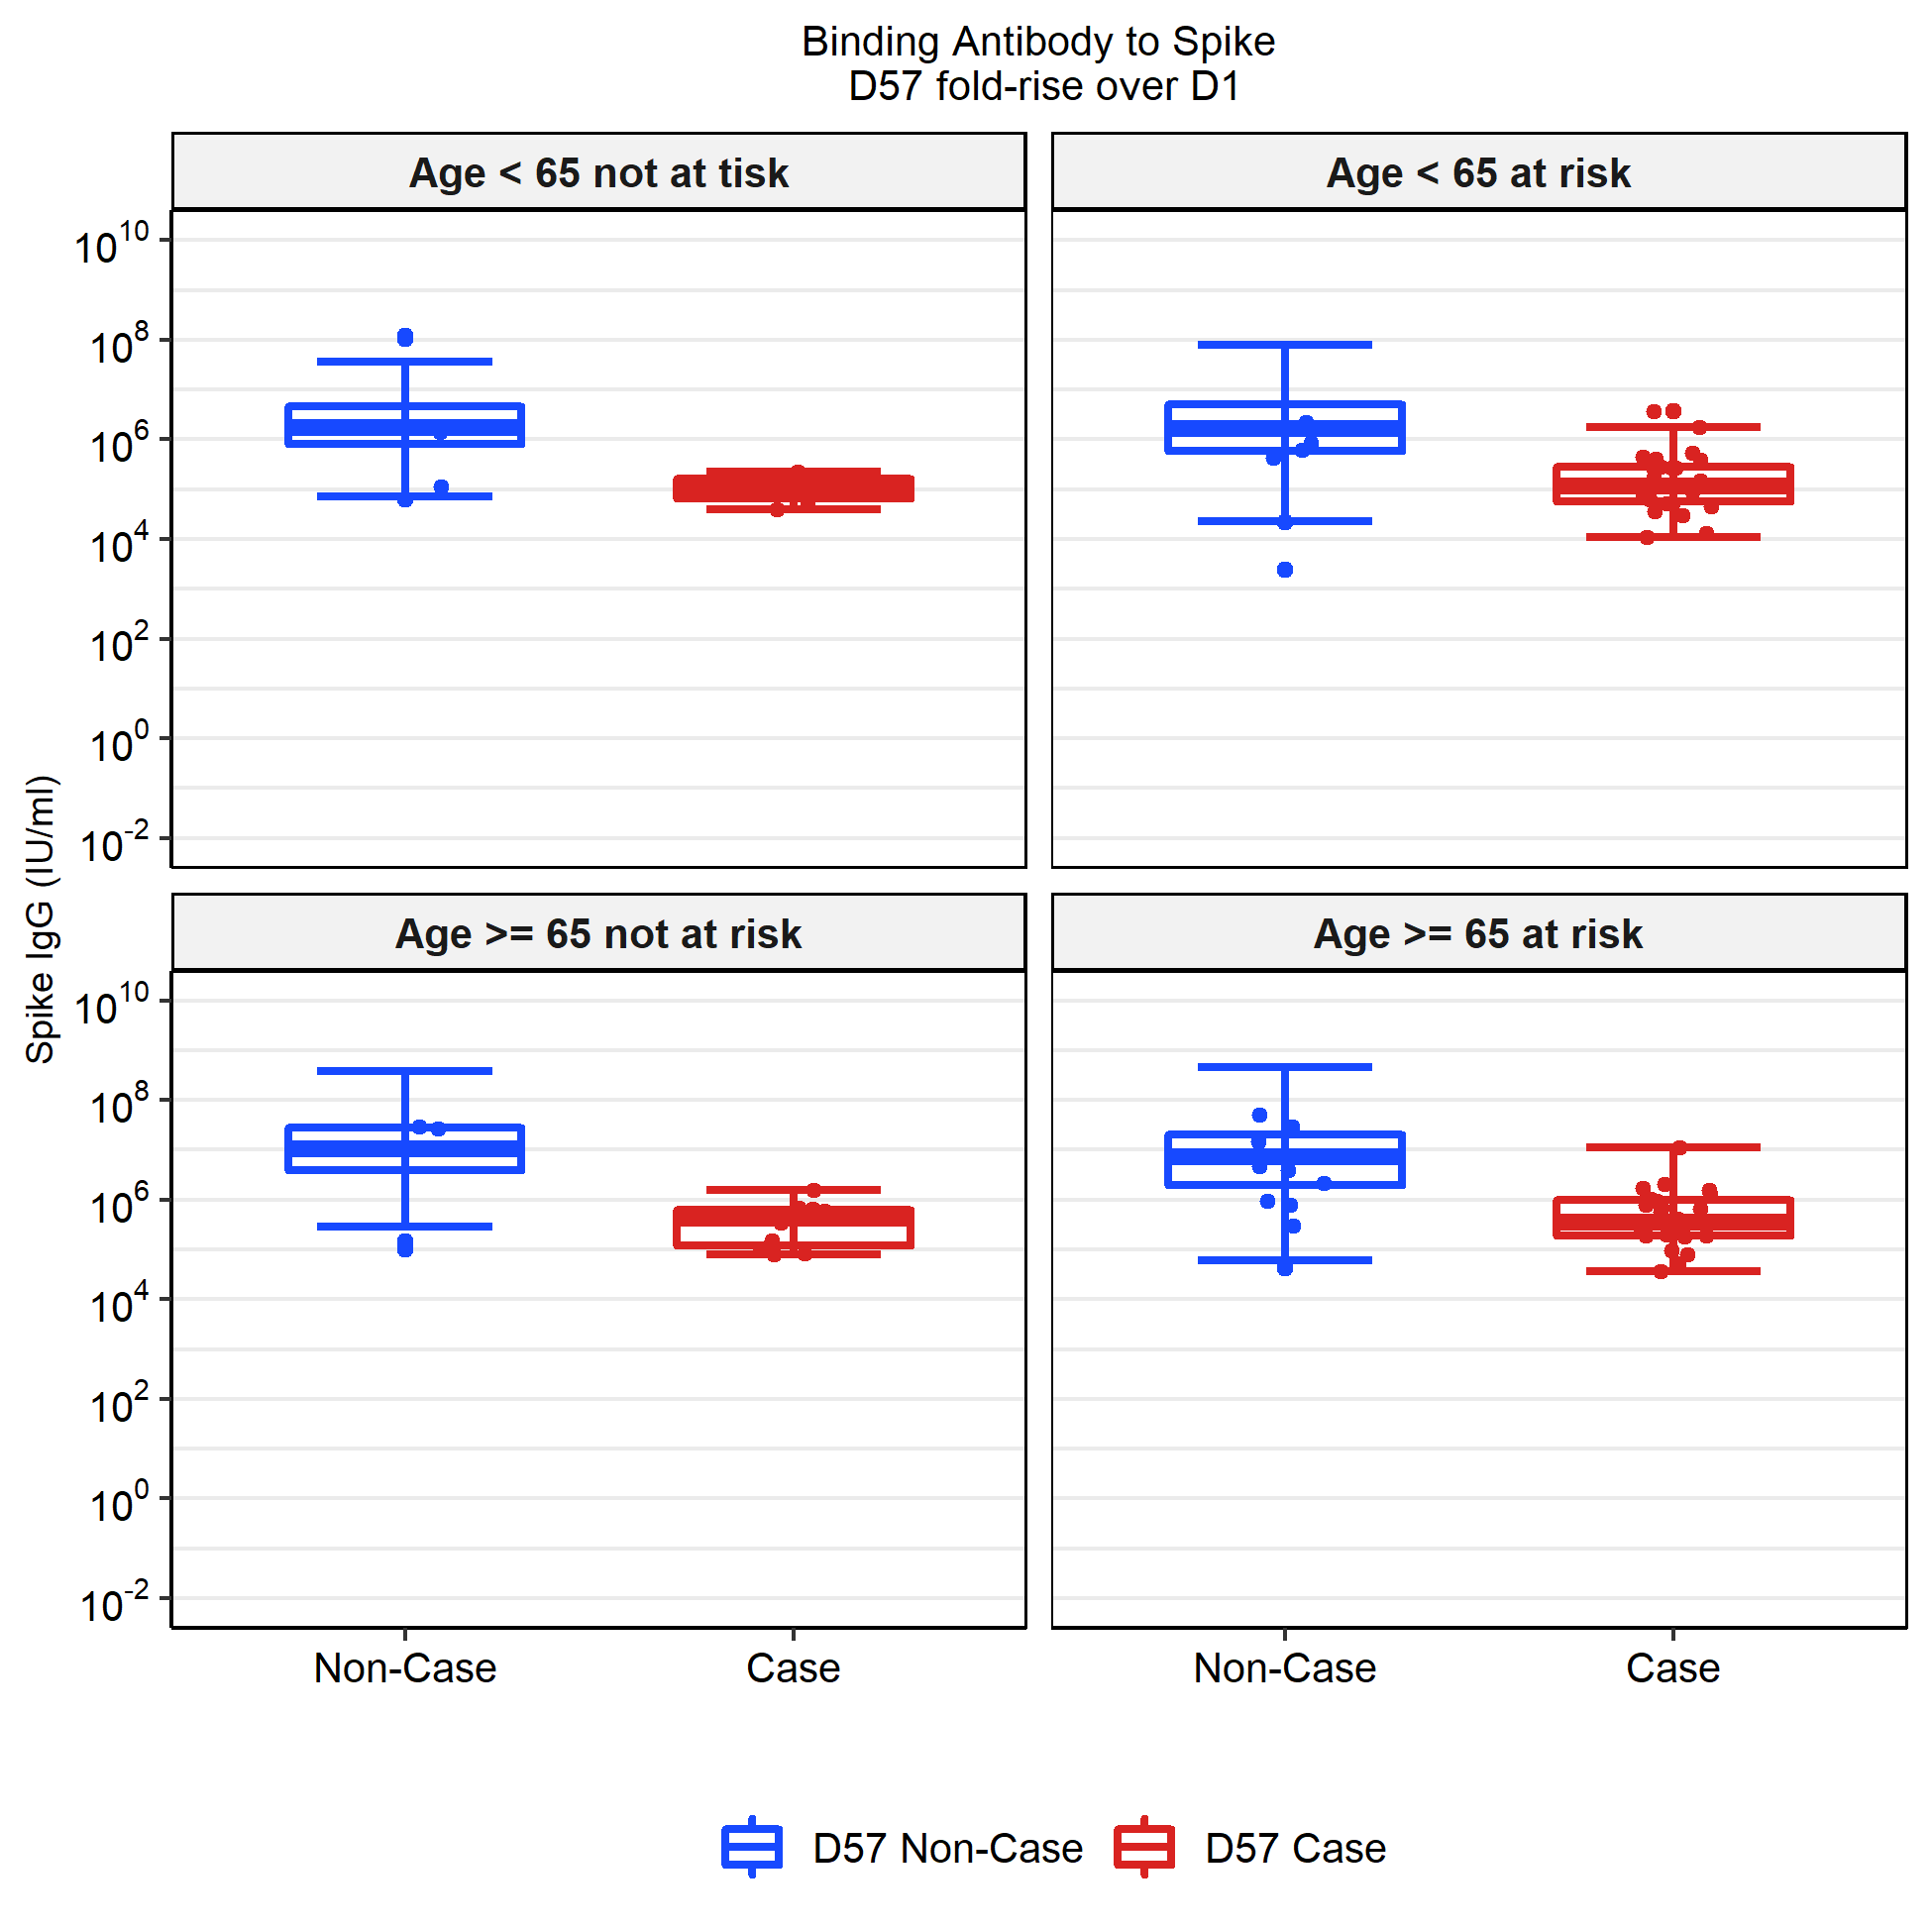 Binding Antibody to Spike
D57 fold-rise over D1
Age < 65 not at tisk
Age < 65 at risk
10^10
10^8
10^6
10^4
10^2
10^0
10^-2
Spike IgG (IU/ml)
Age >= 65 not at risk
Age >= 65 at risk
10^10
10^8
10^6
10^4
10^2
10^0
10^-2
Non-Case
Case
Non-Case
Case
D57 Non-Case
D57 Case